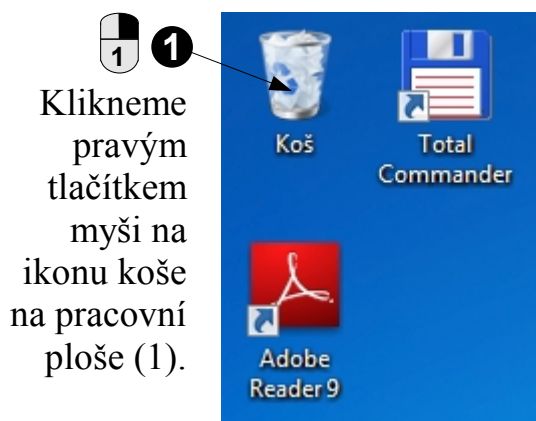 1 1
Klikneme
pravým
tlačítkem
myši na
ikonu koše
na pracovní
ploše (1).
Koš
Total
Commander
Adobe
Reader 9